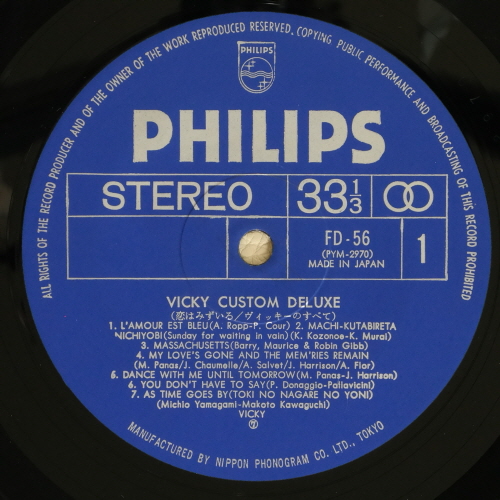 ALL RIGHTS OF THE RECORD PRODUCER AND OF THE OWNER OF THE WORK REPRODUCED RESERVED. COPYING PUBLIC PERFORMANCE AND BROADCASTING OF THIS RECORD PROHIBITED
PHILIPS
PHILIPS
STEREO 33 1/3
FD-56
(PYM-2970)
MADE IN JAPAN
1
VICKY CUSTOM DELUXE
(恋はみずいろ/ヴィッキーのすべて)
1. L'AMOUR EST BLEU(A. Ropp-P. Cour) 2. MACHI-KUTABIRETA
NICHIYOBI(Sunday for waiting in vain)(K. Kozonoe-K. Murai)
3. MASSACHUSETTS(Barry, Maurice & Robin Gibb)
4. MY LOVE'S GONE AND THE MEM'RIES REMAIN
(M. Panas/J. Chaumelle/A. Salvet/J. Harrison/A. Flor)
5. DANCE WITH ME UNTIL TOMORROW(M. Panas-J. Harrison)
6. YOU DON'T HAVE TO SAY(P. Donaggio-Pallavicini)
7. AS TIME GOES BY(TOKI NO NAGARE NO YONI)
(Michio Yamagami-Makoto Kawaguchi)
VICKY
MANUFACTURED BY NIPPON PHONOGRAM CO. LTD., TOKYO